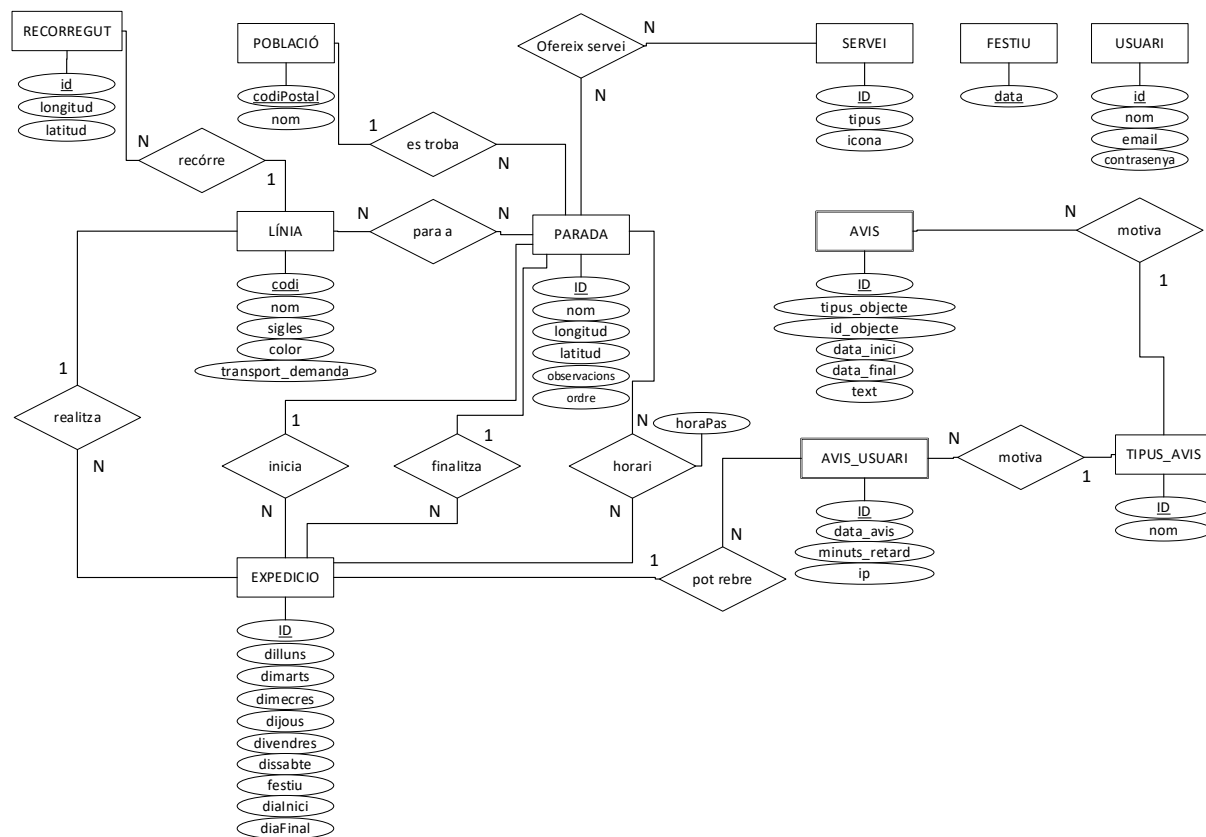 RECORREGUT
id
longitud
latitud
POBLACIÓ
codiPostal
nom
Ofereix servei
N
N
SERVEI
ID
tipus
icona
FESTIU
data
USUARI
id
nom
email
contrasenya
N
recórre
1
1
es troba
N
LÍNIA
codi
nom
sigles
color
transport_demanda
N
para a
N
PARADA
ID
nom
longitud
latitud
observacions
ordre
AVIS
ID
tipus_objecte
id_objecte
data_inici
data_final
text
N
motiva
1
1
realitza
N
1
inicia
N
1
finalitza
N
N
horari
N
horaPas
AVIS_USUARI
ID
data_avis
minuts_retard
ip
N
motiva
1
TIPUS_AVIS
ID
nom
1
pot rebre
N
EXPEDICIO
ID
dilluns
dimarts
dimecres
dijous
divendres
dissabte
festiu
diaInici
diaFinal